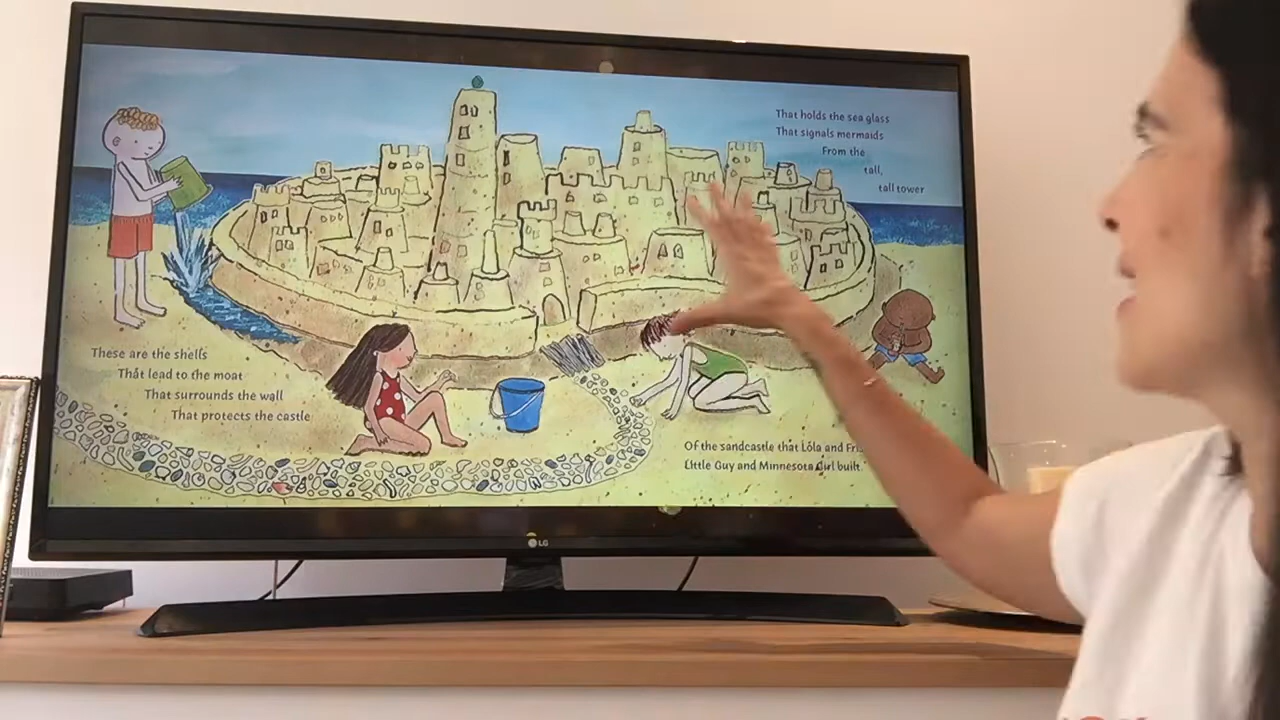 These are the shells
That lead to the moat
That surrounds the wall
That protects the castle
That holds the sea glass
That signals mermaids
From the
tall,
tall tower
Of the sandcastle that Lola and
Little Guy and Minnesota Girl built.
LG